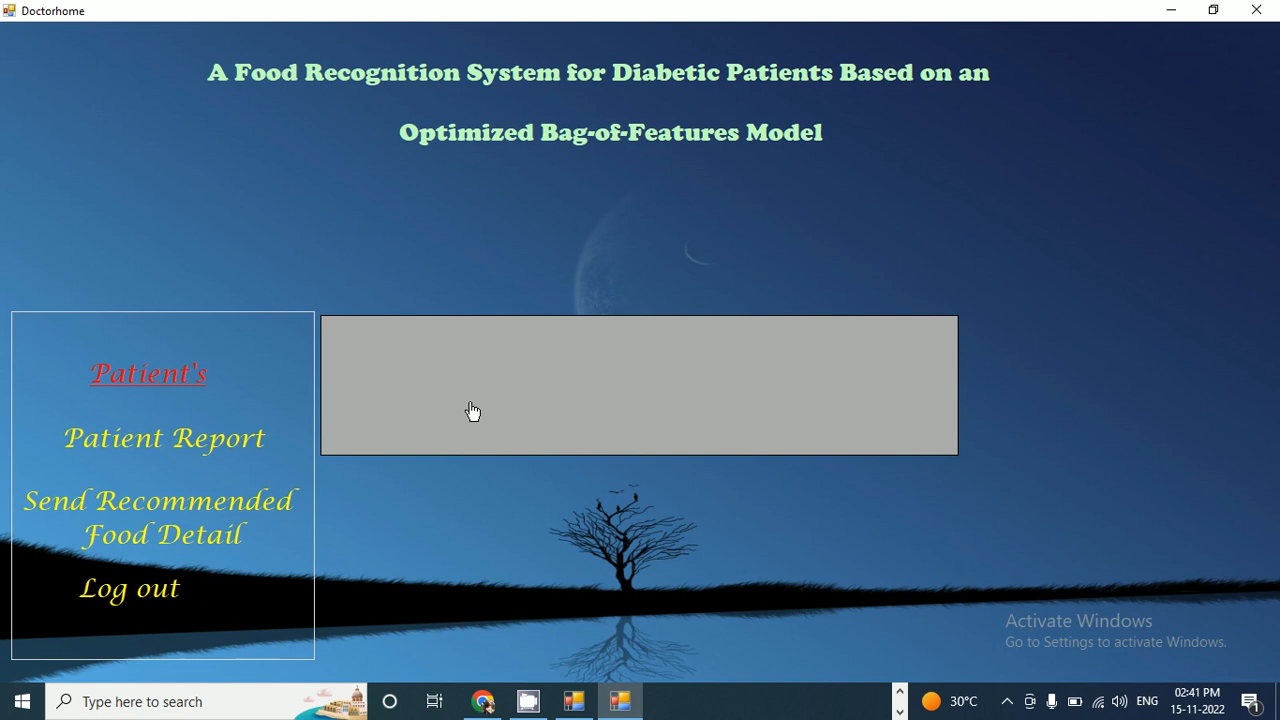 Doctorhome
A Food Recognition System for Diabetic Patients Based on an
Optimized Bag-of-Features Model
Patient's
Patient Report
Send Recommended
Food Detail
Log out
Activate Windows
Go to Settings to activate Windows.
Type here to search
30°C
ENG
02:41 PM
15-11-2022
1